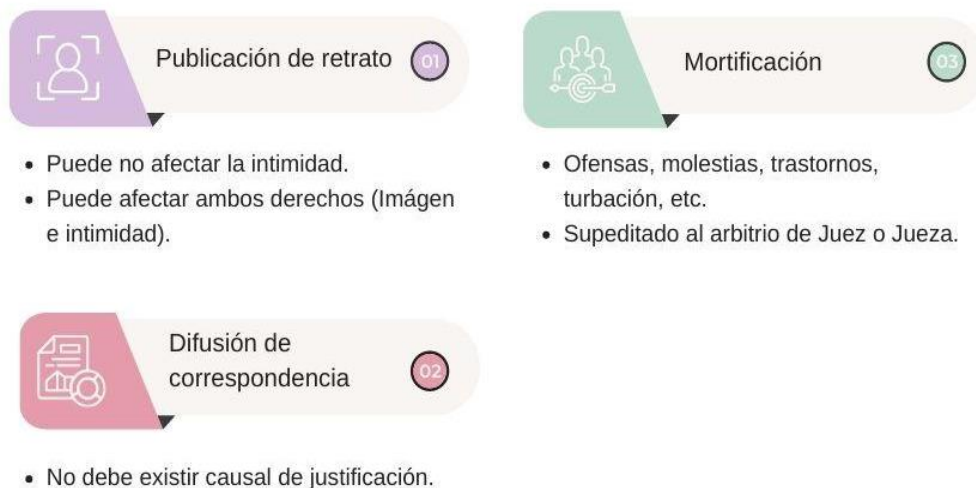 Publicación de retrato 01
• Puede no afectar la intimidad.
• Puede afectar ambos derechos (Imágen
e intimidad).
Difusión de
correspondencia 02
• No debe existir causal de justificación.
Mortificación 03
• Ofensas, molestias, trastornos,
turbación, etc.
• Supeditado al arbitrio de Juez o Jueza.